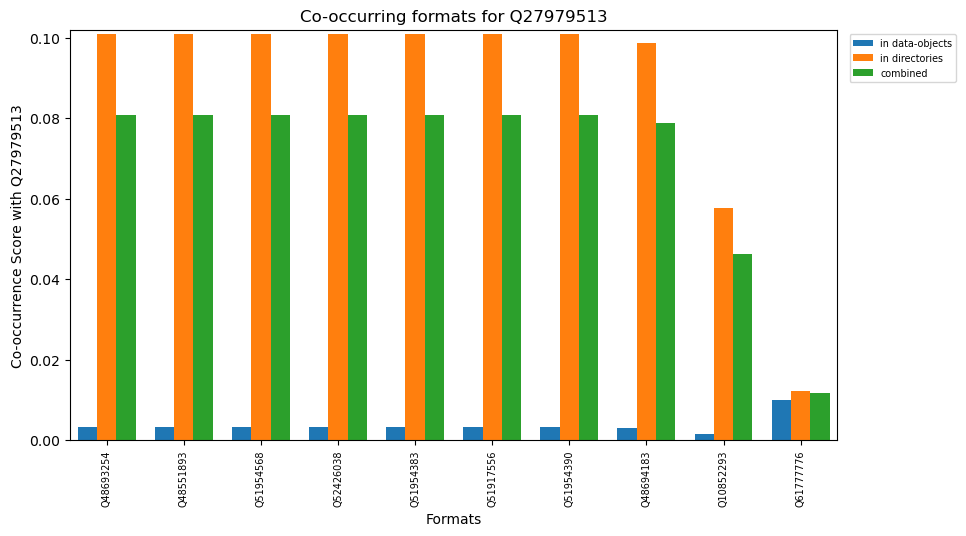 Co-occurring formats for Q27979513
in data-objects
in directories
combined
Co-occurrence Score with Q27979513
0.10
0.08
0.06
0.04
0.02
0.00
Q48693254
Q48551893
Q51954568
Q52426038
Q51954383
Q51917556
Q51954390
Q48694183
Q10852293
Q61777776
Formats